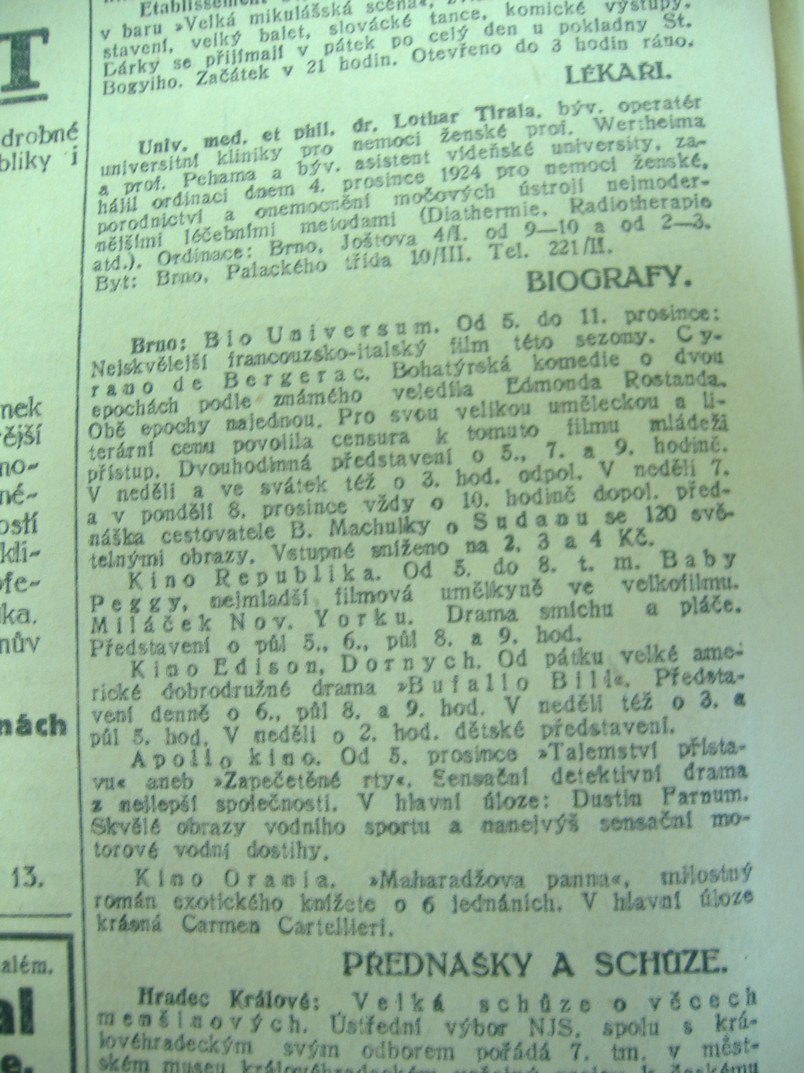 T
drobné
bliky i
nek
ější
no-
né-
ostí
kli-
ofe-
ka.
nův
nách
13.
além.
al
e.
Etablissement
v baru »Velká mikulášská scéna«,
stavení, velký balet, slovácké tance, komické výstupy.
Dárky se přijímají v pátek po celý den u pokladny St.
Bogyiho. Začátek v 21 hodin. Otevřeno do 3 hodin ráno.
LÉKAŘI.
Univ. med. et phil. dr. Lothar Tirala, býv. operatér
universitní kliniky pro nemoci ženské prof. Wertheima
a prof. Pehama a býv. asistent vídeňské university, za-
hájil ordinaci dnem 4. prosince 1924 pro nemoci ženské,
porodnictví a onemocnění močových ústrojí nejmoder-
nějšími léčebními metodami (Diathermie, Radiotherapie
atd.). Ordinace: Brno, Joštova 4/I. od 9—10 a od 2—3.
Byt: Brno, Palackého třída 10/III. Tel. 221/II.
BIOGRAFY.
Brno: Bio Universum. Od 5. do 11. prosince:
Nejskvělejší francouzsko-italský film této sezony. Cy-
rano de Bergerac. Bohatýrská komedie o dvou
epochách podle známého veledíla Edmonda Rostanda.
Obě epochy najednou. Pro svou velikou uměleckou a li-
terární cenu povolila censura k tomuto filmu mládeži
přístup. Dvouhodinná představení o 5., 7. a 9. hodině.
V neděli a ve svátek též o 3. hod. odpol. V neděli 7.
a v pondělí 8. prosince vždy o 10. hodině dopol. před-
náška cestovatele B. Machulky o Sudanu se 120 svě-
telnými obrazy. Vstupné sníženo na 2, 3 a 4 Kč.
Kino Republika. Od 5. do 8. t. m. Baby
Peggy, nejmladší filmová umělkyně ve velkofilmu.
Miláček Nov. Yorku. Drama smíchu a pláče.
Představení o půl 5., 6., půl 8. a 9. hod.
Kino Edison, Dornych. Od pátku velké ame-
rické dobrodružné drama »Bufallo Bill«. Předsta-
vení denně o 6., půl 8. a 9. hod. V neděli též o 3. a
půl 5. hod. V neděli o 2. hod. dětské představení.
Apollo kino. Od 5. prosince »Tajemství přísta-
vu« aneb »Zapečetěné rty«. Sensační detektivní drama
z nejlepší společnosti. V hlavní úloze: Dustin Farnum.
Skvělé obrazy vodního sportu a nanejvýš sensační mo-
torové vodní dostihy.
Kino Orania. »Maharadžova panna«, milostný
román exotického knížete o 6 jednáních. V hlavní úloze
krásná Carmen Cartellieri.
PŘEDNÁŠKY A SCHŮZE.
Hradec Králové: Velká schůze o věcech
menšinových. Ústřední výbor NJS. spolu s krá-
lovéhradeckým svým odborem pořádá 7. tm. v měst-
ském museu královéhradeckém